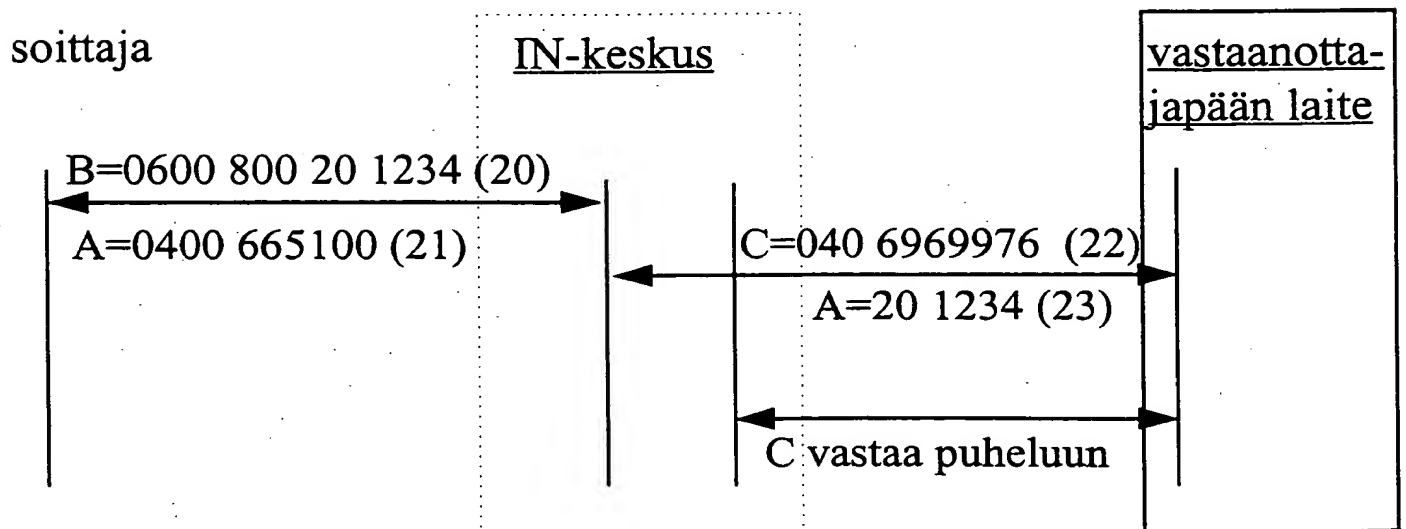 soittaja
IN-keskus
vastaanotta-
japään laite
B=0600 800 20 1234 (20)
A=0400 665100 (21)
C=040 6969976 (22)
A=20 1234 (23)
C vastaa puheluun